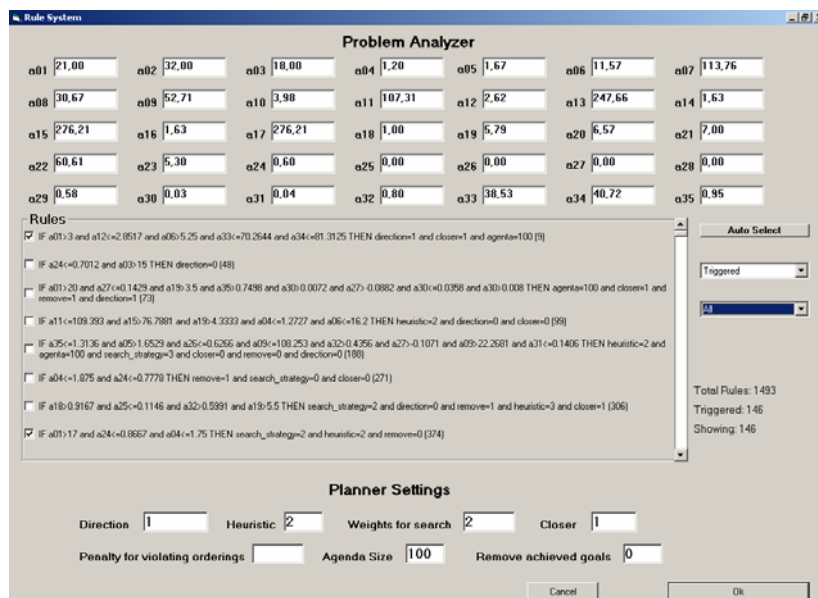 Rule System
Problem Analyzer
a01 21,00 a02 32,00 a03 18,00 a04 1,20 a05 1,67 a06 11,57 a07 113,76
a08 30,67 a09 52,71 a10 3,98 a11 107,31 a12 2,62 a13 247,66 a14 1,63
a15 276,21 a16 1,63 a17 276,21 a18 1,00 a19 5,79 a20 6,57 a21 7,00
a22 60,61 a23 5,30 a24 0,60 a25 0,00 a26 0,00 a27 0,00 a28 0,00
a29 0,58 a30 0,03 a31 0,04 a32 0,80 a33 38,53 a34 40,72 a35 0,95
Rules
IF a01>3 and a12<=2.8517 and a06>5.25 and a33<=70.2644 and a34<=81.3125 THEN direction=1 and closer=1 and agenta=100 (9)
IF a24<=0.7012 and a03>15 THEN direction=0 (48)
IF a01>20 and a27<=0.1429 and a19>3.5 and a35>0.7498 and a30>0.0072 and a27>-0.0882 and a30<=0.0358 and a30>0.008 THEN agenta=100 and closer=1 and
remove=1 and direction=1 (73)
IF a11<=109.393 and a15>76.7881 and a19>4.3333 and a04<=1.2727 and a06<=16.2 THEN heuristic=2 and direction=0 and closer=0 (99)
IF a35<=1.3136 and a05>1.6529 and a26<=0.6266 and a09<=108.253 and a32>0.4356 and a27>-0.1071 and a09>22.2681 and a31<=0.1406 THEN heuristic=2 and
agenta=100 and search_strategy=3 and closer=0 and remove=0 and direction=0 (188)
IF a04<=1.875 and a24<=0.7778 THEN remove=1 and search_strategy=0 and closer=0 (271)
IF a18>0.9167 and a25<=0.1146 and a32>0.5991 and a19>5.5 THEN search_strategy=2 and direction=0 and remove=1 and heuristic=3 and closer=1 (306)
IF a01>17 and a24<=0.8667 and a04<=1.75 THEN search_strategy=2 and heuristic=2 and remove=0 (374)
Auto Select
Triggered
All
Total Rules: 1493
Triggered: 146
Showing: 146
Planner Settings
Direction 1 Heuristic 2 Weights for search 2 Closer 1
Penalty for violating orderings Agenda Size 100 Remove achieved goals 0
Cancel Ok